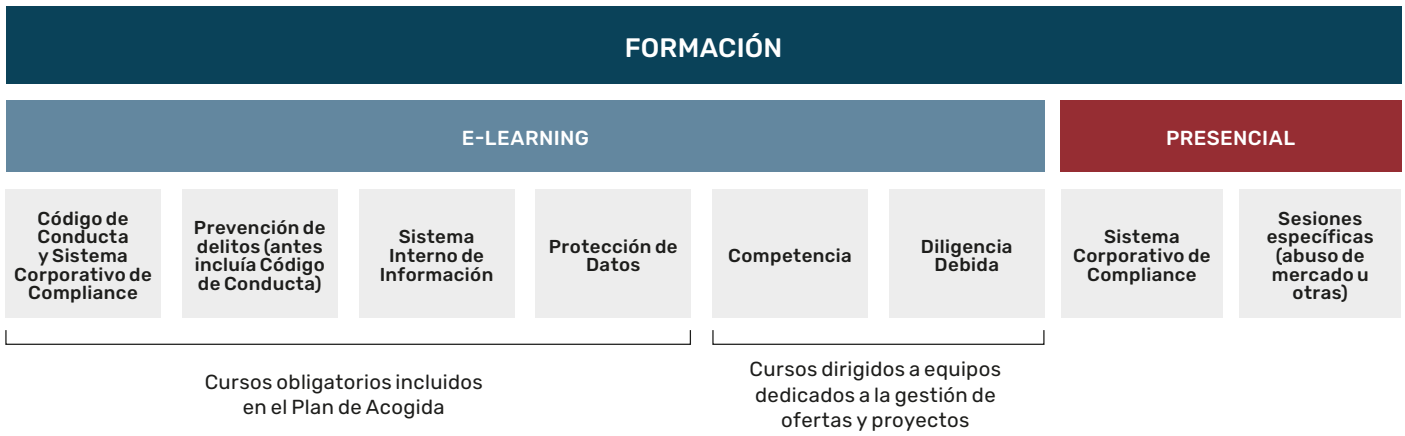 FORMACIÓN
E-LEARNING
PRESENCIAL
Código de
Conducta
y Sistema
Corporativo de
Compliance
Prevención de
delitos (antes
incluía Código
de Conducta)
Sistema
Interno de
Información
Protección de
Datos
Competencia
Diligencia
Debida
Sistema
Corporativo de
Compliance
Sesiones
específicas
(abuso de
mercado u
otras)
Cursos obligatorios incluidos
en el Plan de Acogida
Cursos dirigidos a equipos
dedicados a la gestión de
ofertas y proyectos